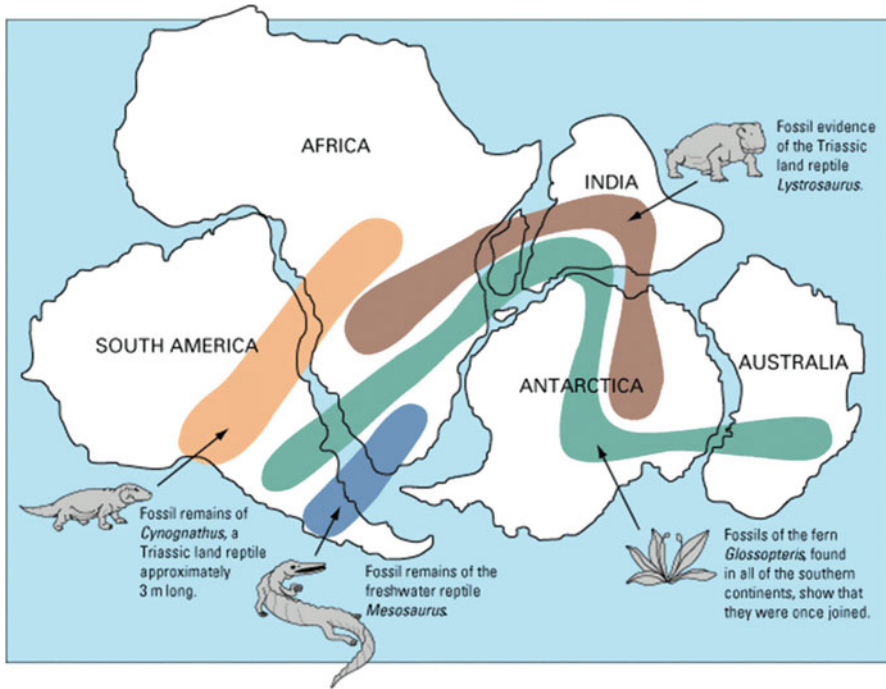 AFRICA
INDIA
Fossil evidence
of the Triassic
land reptile
Lystrosaurus.
SOUTH AMERICA
ANTARCTICA
AUSTRALIA
Fossil remains of
Cynognathus, a
Triassic land reptile
approximately
3 m long.
Fossil remains of the
freshwater reptile
Mesosaurus.
Fossils of the fern
Glossopteris, found
in all of the southern
continents, show that
they were once joined.